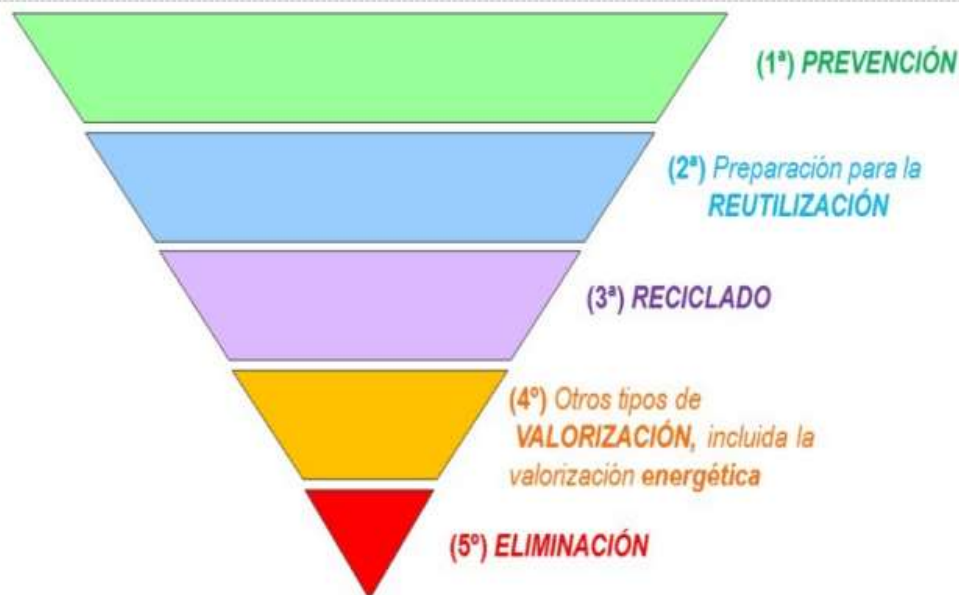 (1ª) PREVENCIÓN
(2ª) Preparación para la
REUTILIZACIÓN
(3ª) RECICLADO
(4º) Otros tipos de
VALORIZACIÓN, incluida la
valorización energética
(5º) ELIMINACIÓN